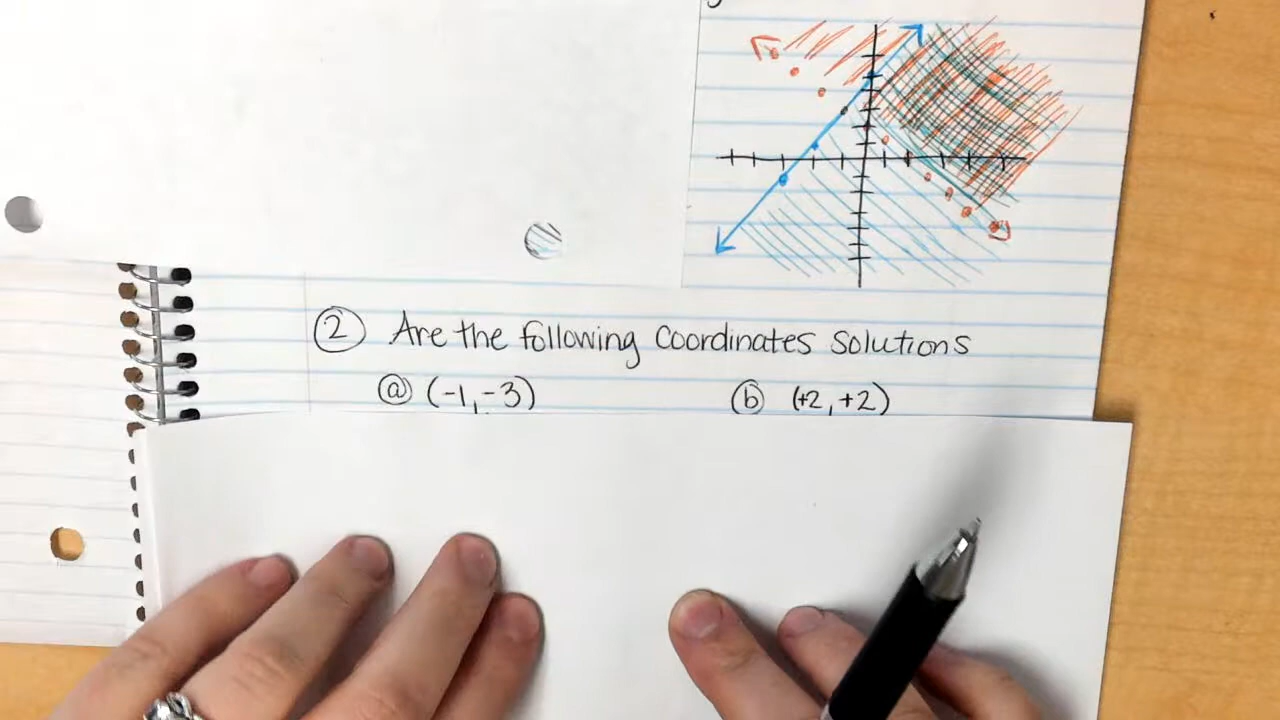 ② Are the following Coordinates Solutions
ⓐ (-1,-3) ⓑ (+2,+2)